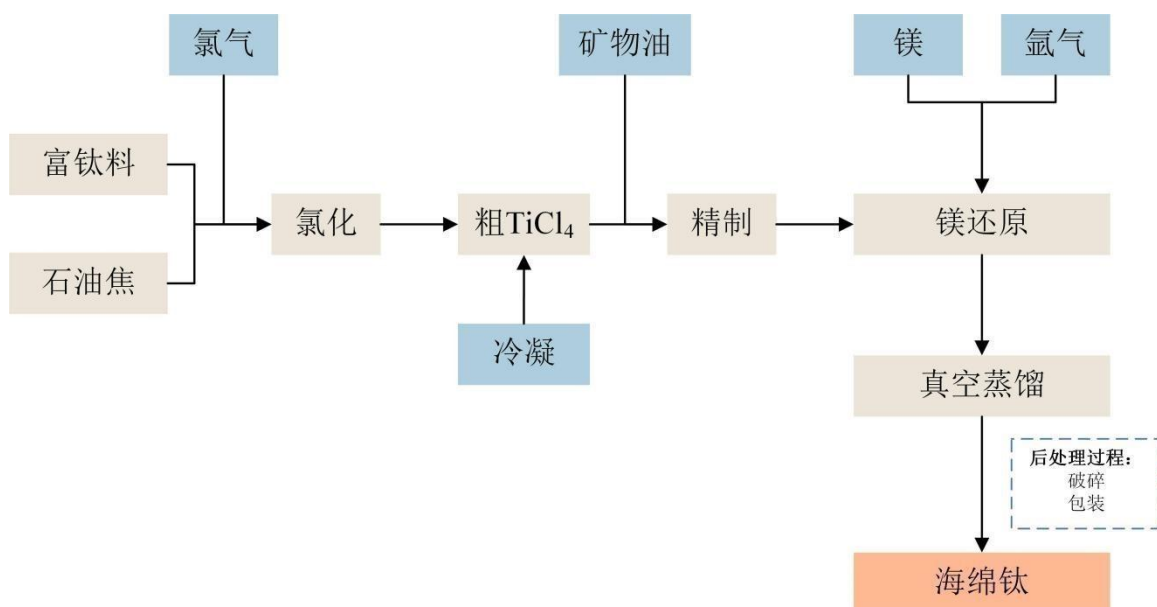 氯气
矿物油
镁
氩气
富钛料
氯化
粗TiCl₄
精制
镁还原
石油焦
冷凝
真空蒸馏
后处理过程：
破碎
包装
海绵钛